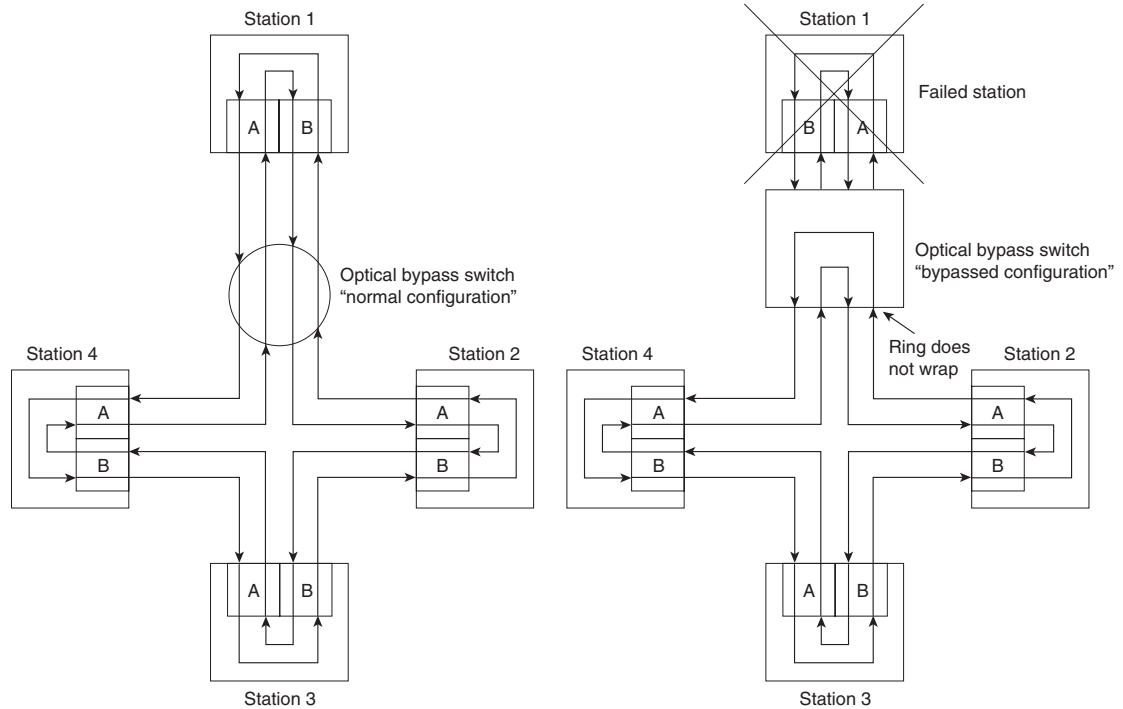 Station 1
A
B
Optical bypass switch
“normal configuration”
Station 4
A
B
Station 2
A
B
A
B
Station 3
Station 1
B
A
Failed station
Optical bypass switch
“bypassed configuration”
Ring does
not wrap
Station 4
A
B
Station 2
A
B
A
B
Station 3